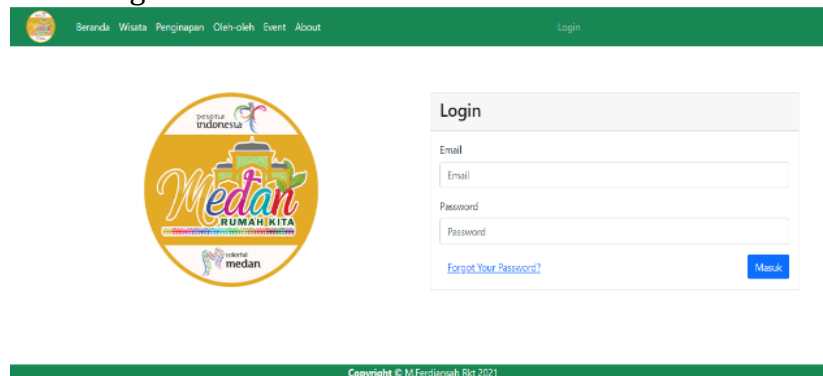 Beranda Wisata Penginapan Oleh-oleh Event About Login
pesona
indonesia
Medan
RUMAH KITA
colorful
medan
Login
Email
Email
Password
Password
Forgot Your Password? Masuk
Copyright © M.Ferdiansah Rkt 2021